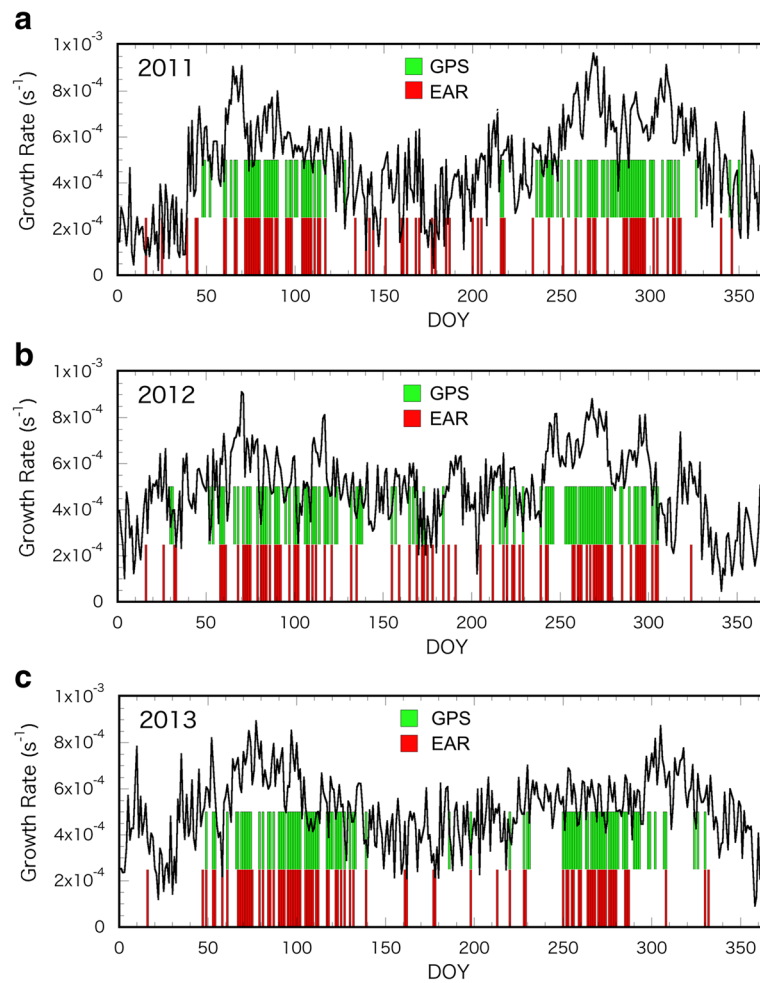 a
1x10⁻³
2011
GPS
EAR
8x10⁻⁴
6x10⁻⁴
4x10⁻⁴
2x10⁻⁴
0
Growth Rate (s⁻¹)
0 50 100 150 200 250 300 350
DOY
b
1x10⁻³
2012
GPS
EAR
8x10⁻⁴
6x10⁻⁴
4x10⁻⁴
2x10⁻⁴
0
Growth Rate (s⁻¹)
0 50 100 150 200 250 300 350
DOY
c
1x10⁻³
2013
GPS
EAR
8x10⁻⁴
6x10⁻⁴
4x10⁻⁴
2x10⁻⁴
0
Growth Rate (s⁻¹)
0 50 100 150 200 250 300 350
DOY